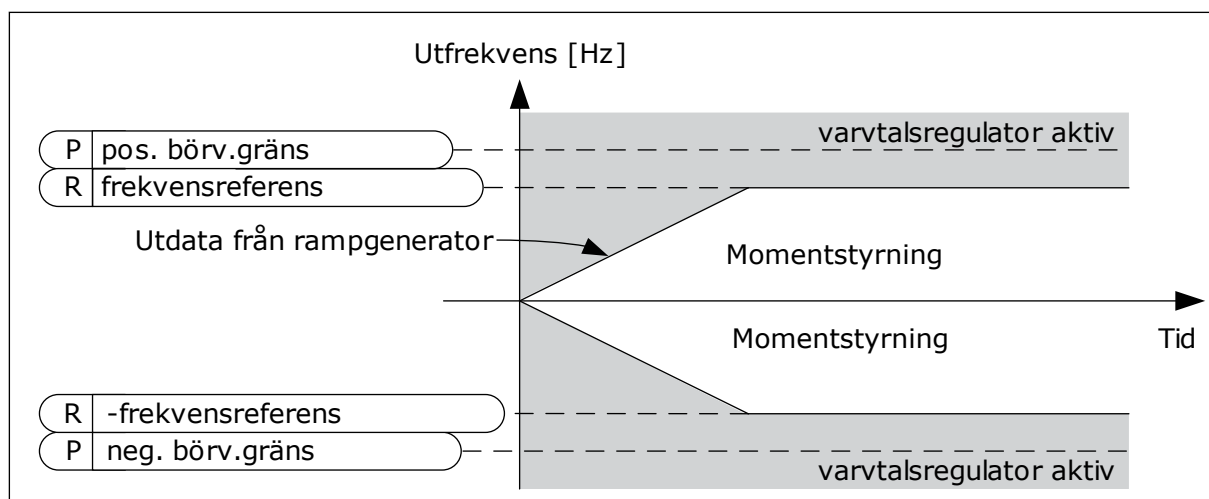 Utfrekvens [Hz]
varvtalsregulator aktiv
P pos. börv.gräns
R frekvensreferens
Utdata från rampgenerator
Momentstyrning
Momentstyrning
Tid
R -frekvensreferens
P neg. börv.gräns
varvtalsregulator aktiv